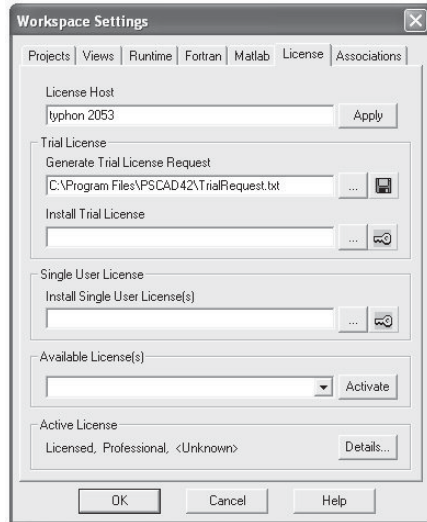 Workspace Settings
Projects Views Runtime Fortran Matlab License Associations
License Host
typhon 2053 Apply
Trial License
Generate Trial License Request
C:\Program Files\PSCAD42\TrialRequest.txt ...
Install Trial License
...
Single User License
Install Single User License(s)
...
Available License(s)
Activate
Active License
Licensed, Professional, <Unknown> Details...
OK Cancel Help